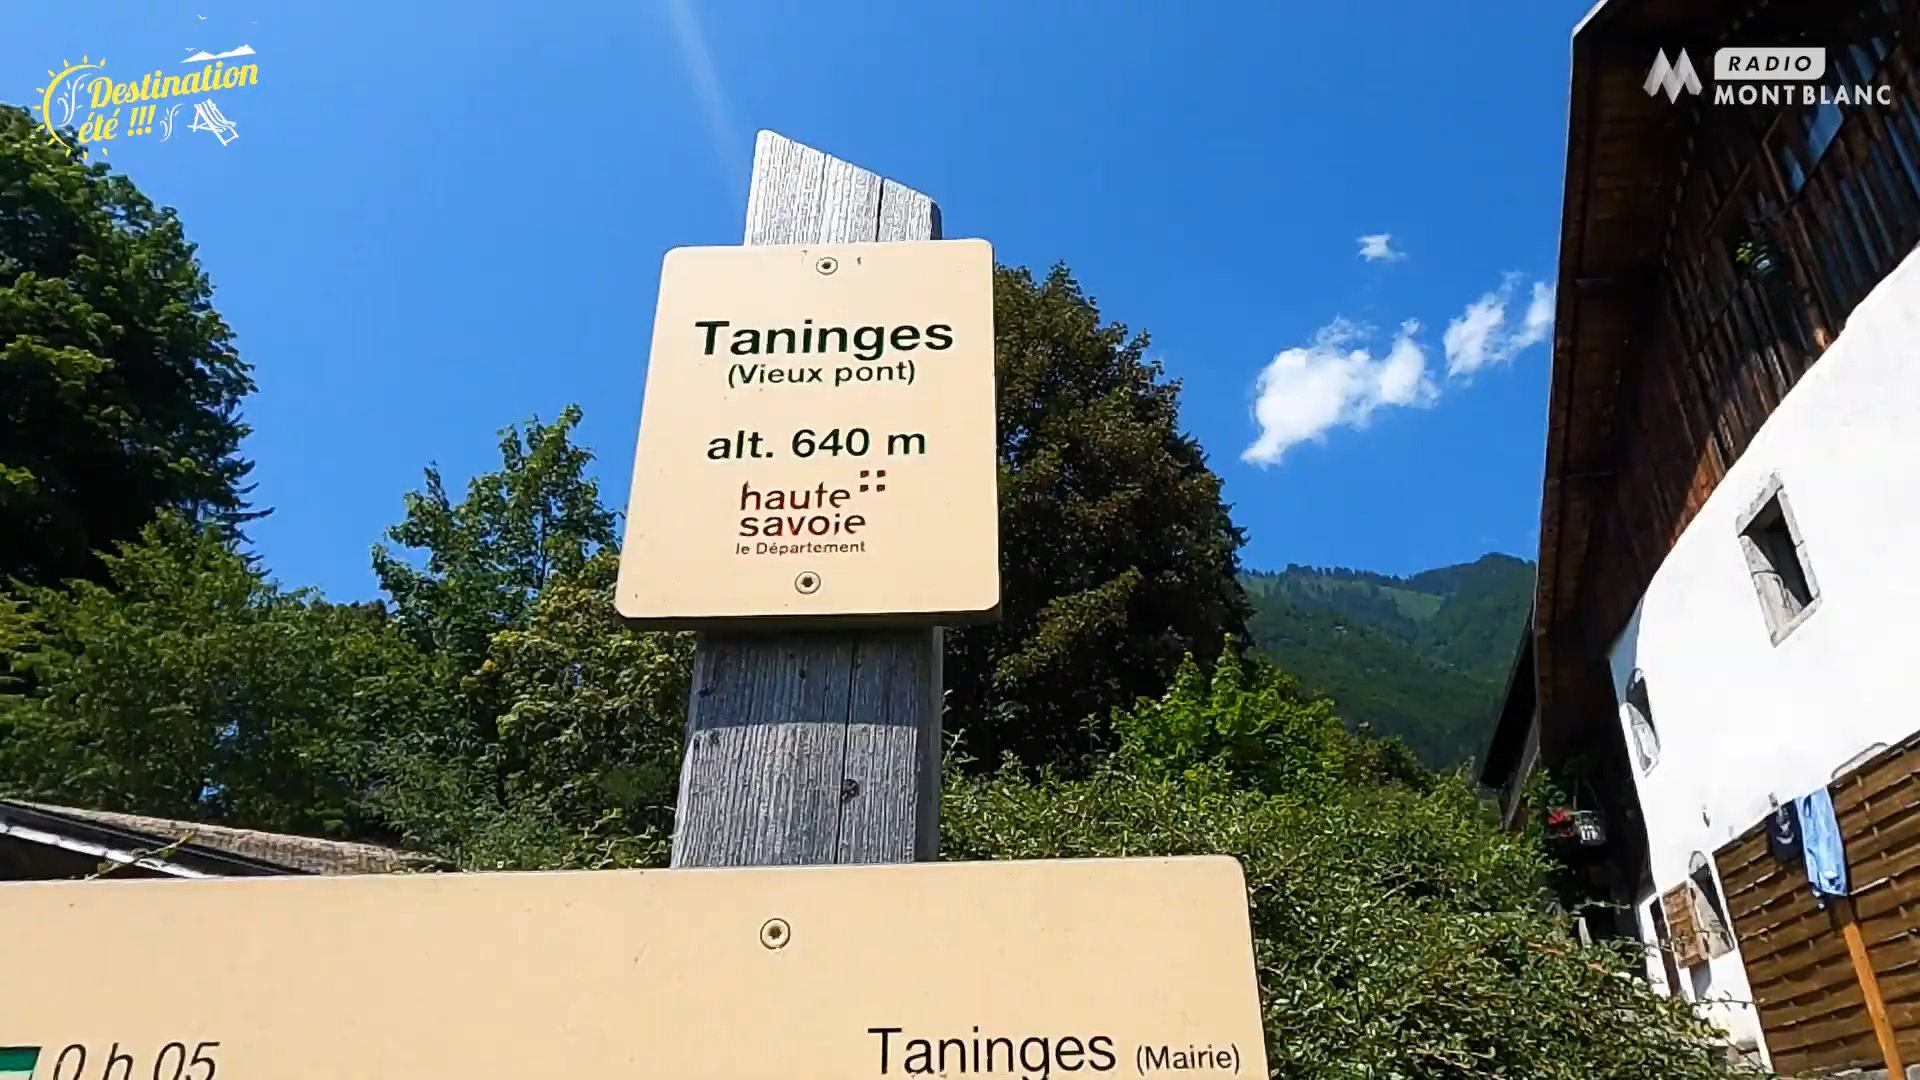 Destination
été !!!
RADIO
MONT BLANC
Taninges
(Vieux pont)
alt. 640 m
haute
savoie
le Département
0 h 05
Taninges (Mairie)